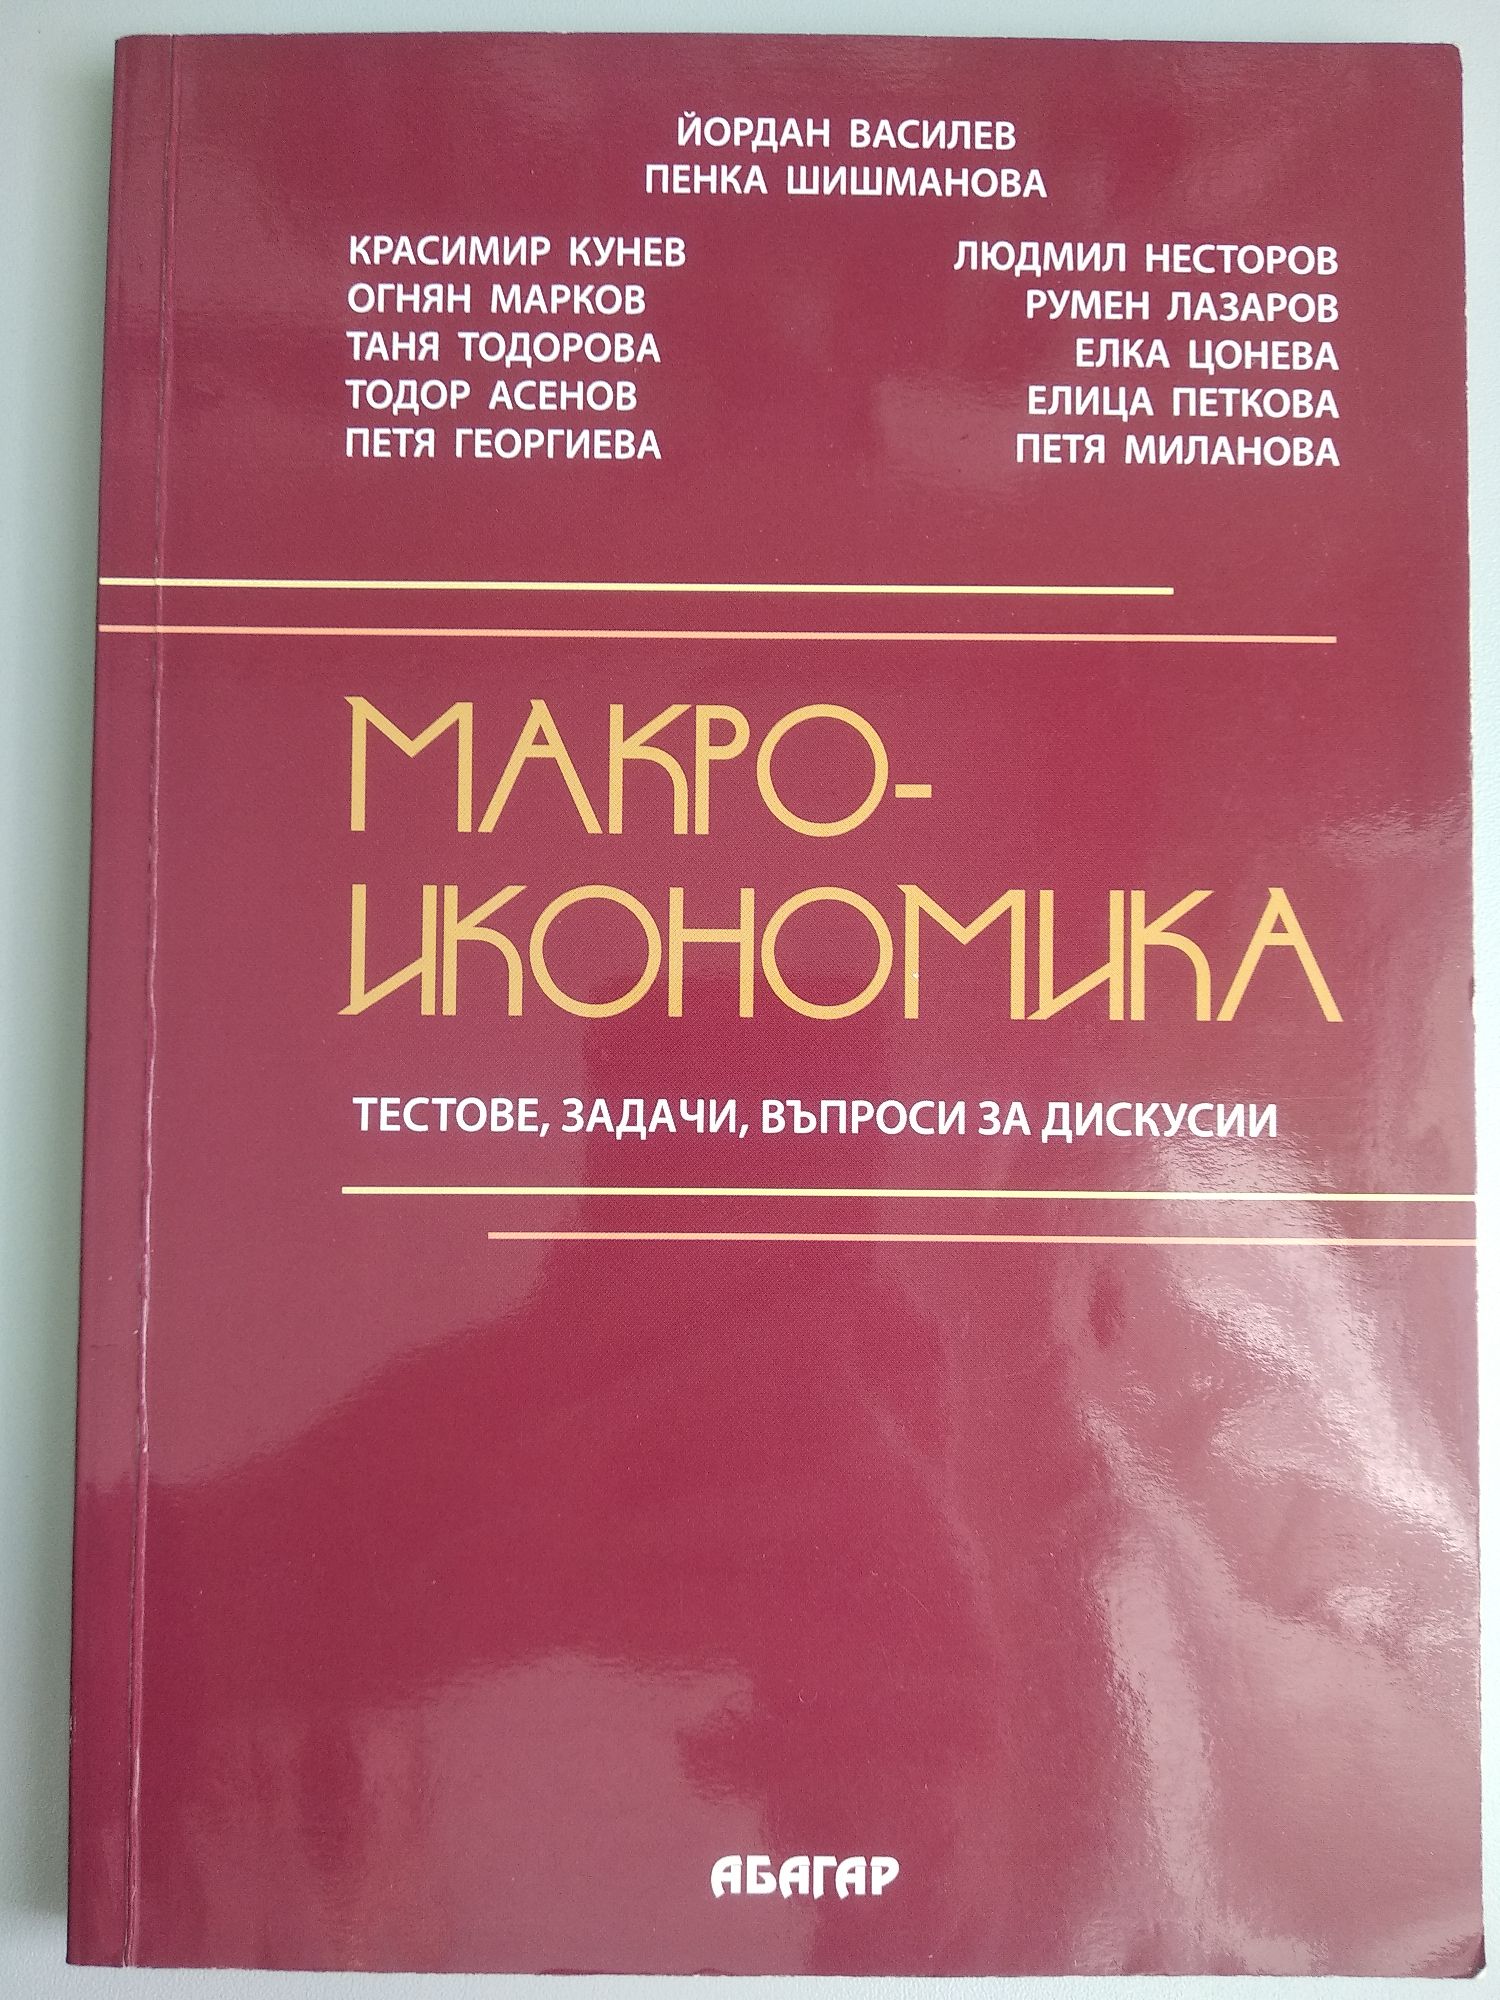 ЙОРДАН ВАСИЛЕВ
ПЕНКА ШИШМАНОВА
КРАСИМИР КУНЕВ
ОГНЯН МАРКОВ
ТАНЯ ТОДОРОВА
ТОДОР АСЕНОВ
ПЕТЯ ГЕОРГИЕВА
ЛЮДМИЛ НЕСТОРОВ
РУМЕН ЛАЗАРОВ
ЕЛКА ЦОНЕВА
ЕЛИЦА ПЕТКОВА
ПЕТЯ МИЛАНОВА
МАКРО-
ИКОНОМИКА
ТЕСТОВЕ, ЗАДАЧИ, ВЪПРОСИ ЗА ДИСКУСИИ
АБАГАР